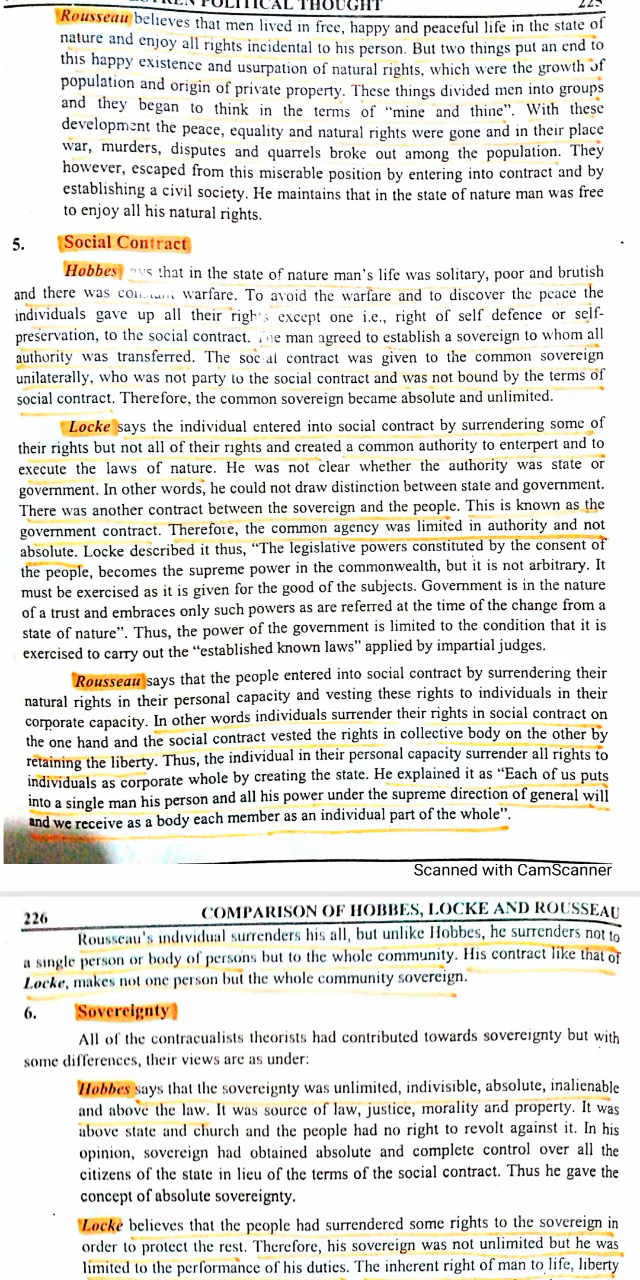 POLITICAL THOUGHT
225
Rousseau believes that men lived in free, happy and peaceful life in the state of
nature and enjoy all rights incidental to his person. But two things put an end to
this happy existence and usurpation of natural rights, which were the growth of
population and origin of private property. These things divided men into groups
and they began to think in the terms of “mine and thine”. With these
development the peace, equality and natural rights were gone and in their place
war, murders, disputes and quarrels broke out among the population. They
however, escaped from this miserable position by entering into contract and by
establishing a civil society. He maintains that in the state of nature man was free
to enjoy all his natural rights.
5. Social Contract
Hobbes that in the state of nature man's life was solitary, poor and brutish
and there was warfare. To avoid the warfare and to discover the peace the
individuals gave up all their rights except one i.e., right of self defence or self-
preservation, to the social contract. The man agreed to establish a sovereign to whom all
authority was transferred. The social contract was given to the common sovereign
unilaterally, who was not party to the social contract and was not bound by the terms of
social contract. Therefore, the common sovereign became absolute and unlimited.
Locke says the individual entered into social contract by surrendering some of
their rights but not all of their rights and created a common authority to enterpert and to
execute the laws of nature. He was not clear whether the authority was state or
government. In other words, he could not draw distinction between state and government.
There was another contract between the sovereign and the people. This is known as the
government contract. Therefore, the common agency was limited in authority and not
absolute. Locke described it thus, “The legislative powers constituted by the consent of
the people, becomes the supreme power in the commonwealth, but it is not arbitrary. It
must be exercised as it is given for the good of the subjects. Government is in the nature
of a trust and embraces only such powers as are referred at the time of the change from a
state of nature”. Thus, the power of the government is limited to the condition that it is
exercised to carry out the “established known laws” applied by impartial judges.
Rousseau says that the people entered into social contract by surrendering their
natural rights in their personal capacity and vesting these rights to individuals in their
corporate capacity. In other words individuals surrender their rights in social contract on
the one hand and the social contract vested the rights in collective body on the other by
retaining the liberty. Thus, the individual in their personal capacity surrender all rights to
individuals as corporate whole by creating the state. He explained it as “Each of us puts
into a single man his person and all his power under the supreme direction of general will
and we receive as a body each member as an individual part of the whole”.
Scanned with CamScanner
226 COMPARISON OF HOBBES, LOCKE AND ROUSSEAU
Rousseau's individual surrenders his all, but unlike Hobbes, he surrenders not to
a single person or body of persons but to the whole community. His contract like that of
Locke, makes not one person but the whole community sovereign.
6. Sovereignty
All of the contracualists theorists had contributed towards sovereignty but with
some differences, their views are as under:
Hobbes says that the sovereignty was unlimited, indivisible, absolute, inalienable
and above the law. It was source of law, justice, morality and property. It was
above state and church and the people had no right to revolt against it. In his
opinion, sovereign had obtained absolute and complete control over all the
citizens of the state in lieu of the terms of the social contract. Thus he gave the
concept of absolute sovereignty.
Locke believes that the people had surrendered some rights to the sovereign in
order to protect the rest. Therefore, his sovereign was not unlimited but he was
limited to the performance of his duties. The inherent right of man to life, liberty